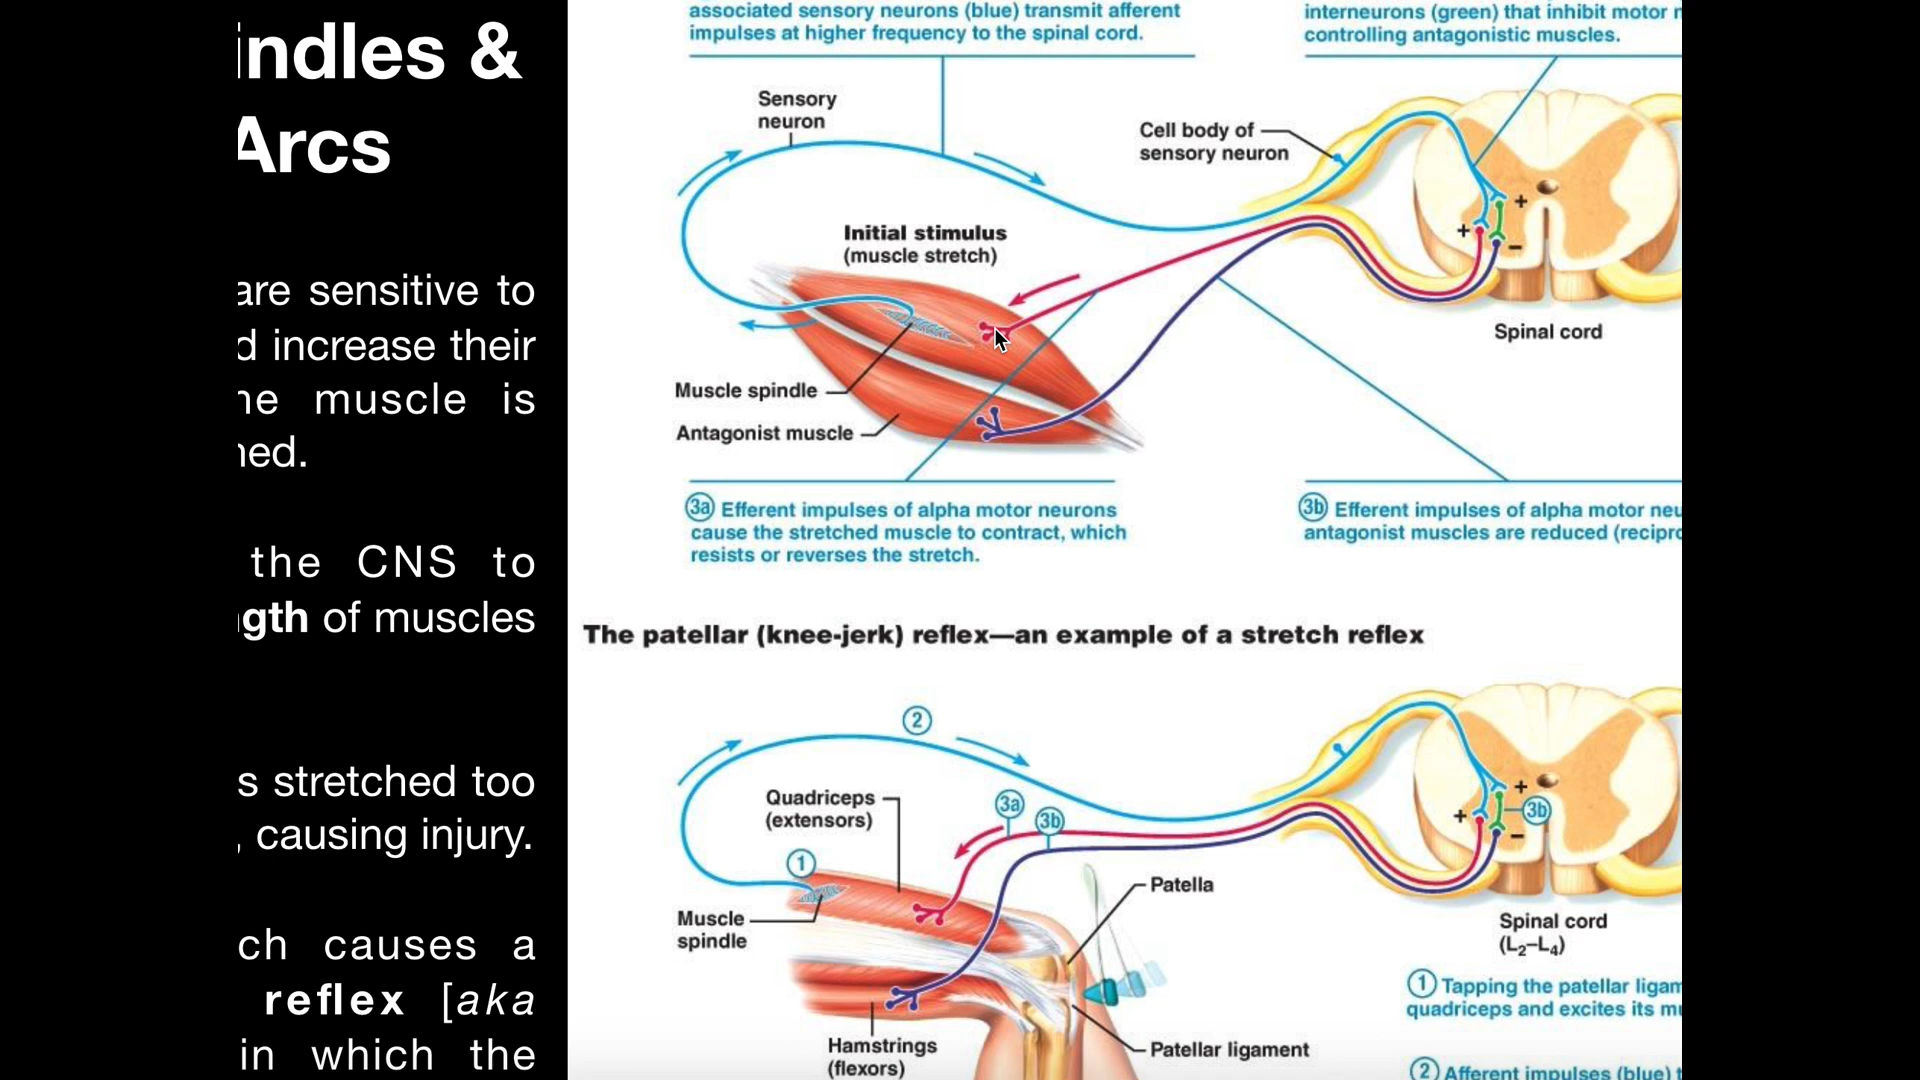 indles &
Arcs
are sensitive to
d increase their
he muscle is
ned.
the CNS to
gth of muscles
s stretched too
, causing injury.
ch causes a
reflex [aka
in which the
associated sensory neurons (blue) transmit afferent
impulses at higher frequency to the spinal cord.
interneurons (green) that inhibit motor n
controlling antagonistic muscles.
Sensory
neuron
Cell body of
sensory neuron
Initial stimulus
(muscle stretch)
+
+
–
Spinal cord
Muscle spindle
Antagonist muscle
3a Efferent impulses of alpha motor neurons
cause the stretched muscle to contract, which
resists or reverses the stretch.
3b Efferent impulses of alpha motor neu
antagonist muscles are reduced (recipro
The patellar (knee-jerk) reflex—an example of a stretch reflex
2
Quadriceps
(extensors)
3a
3b
+
+
3b
–
1
Patella
Muscle
spindle
Spinal cord
(L2–L4)
1 Tapping the patellar ligam
quadriceps and excites its mu
Hamstrings
(flexors)
Patellar ligament
2 Afferent impulses (blue) t